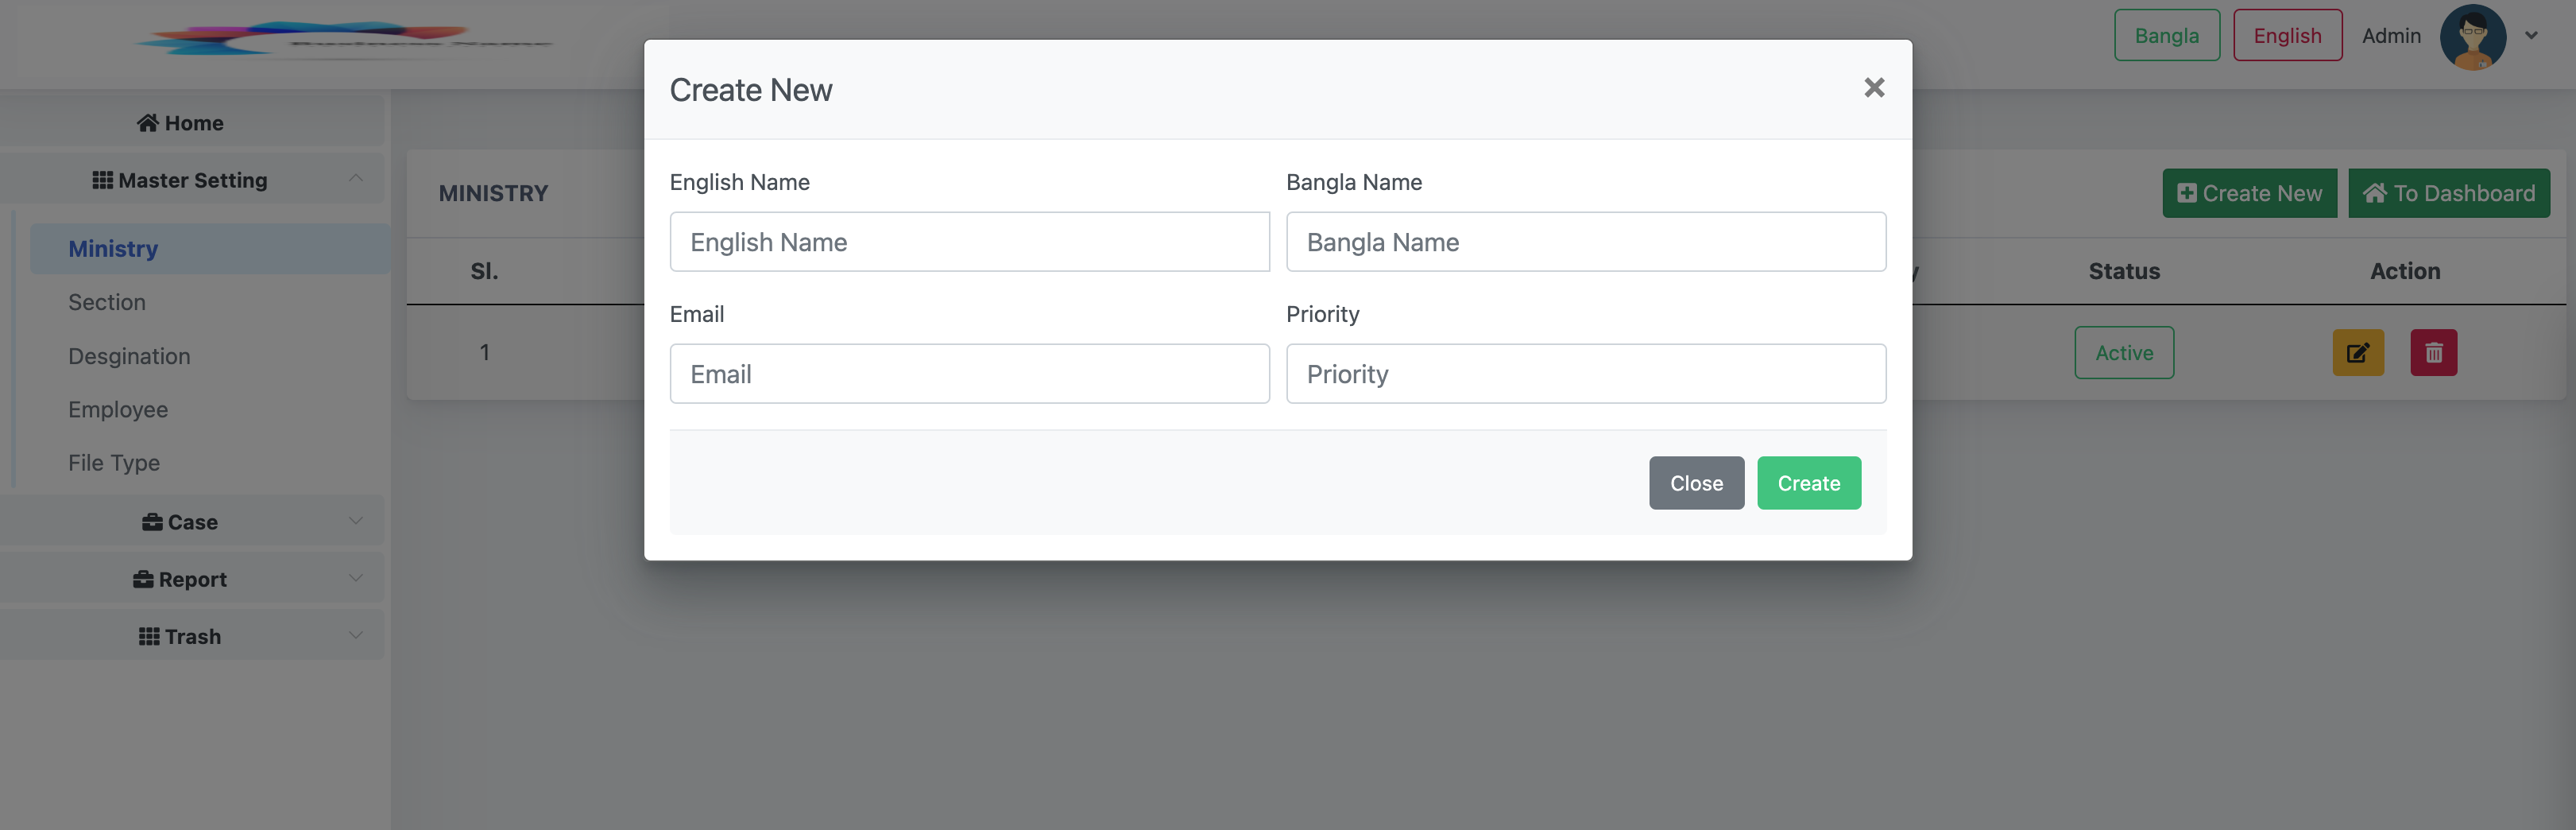 Business Name
Bangla
English
Admin
Home
Master Setting
Ministry
Section
Desgination
Employee
File Type
Case
Report
Trash
MINISTRY
Create New
To Dashboard
Sl.
Status
Action
1
Active
Create New
English Name
Bangla Name
English Name
Bangla Name
Email
Priority
Email
Priority
Close
Create